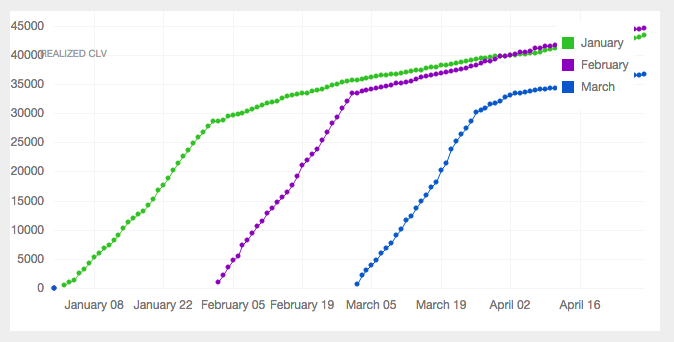 45000
40000
REALIZED CLV
35000
30000
25000
20000
15000
10000
5000
0
January
February
March
January 08
January 22
February 05
February 19
March 05
March 19
April 02
April 16